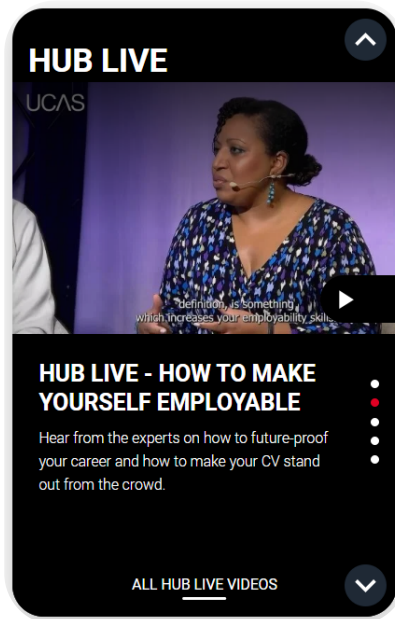 HUB LIVE
UCAS
definition, is something
which increases your employability
HUB LIVE - HOW TO MAKE
YOURSELF EMPLOYABLE
Hear from the experts on how to future-proof
your career and how to make your CV stand
out from the crowd.
ALL HUB LIVE VIDEOS